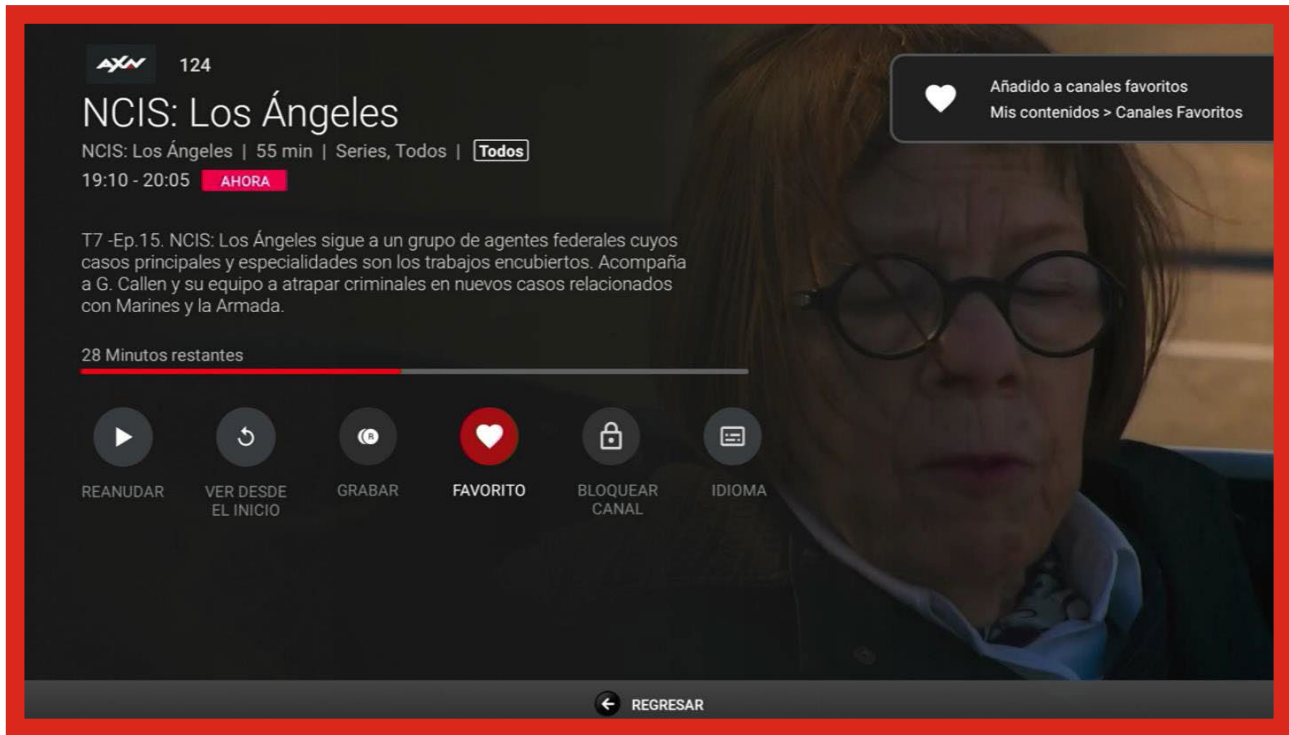 AXN 124
NCIS: Los Ángeles
NCIS: Los Ángeles | 55 min | Series, Todos | Todos
19:10 - 20:05 AHORA
T7 -Ep.15. NCIS: Los Ángeles sigue a un grupo de agentes federales cuyos
casos principales y especialidades son los trabajos encubiertos. Acompaña
a G. Callen y su equipo a atrapar criminales en nuevos casos relacionados
con Marines y la Armada.
28 Minutos restantes
R
REANUDAR
VER DESDE
EL INICIO
GRABAR
FAVORITO
BLOQUEAR
CANAL
IDIOMA
Añadido a canales favoritos
Mis contenidos > Canales Favoritos
REGRESAR